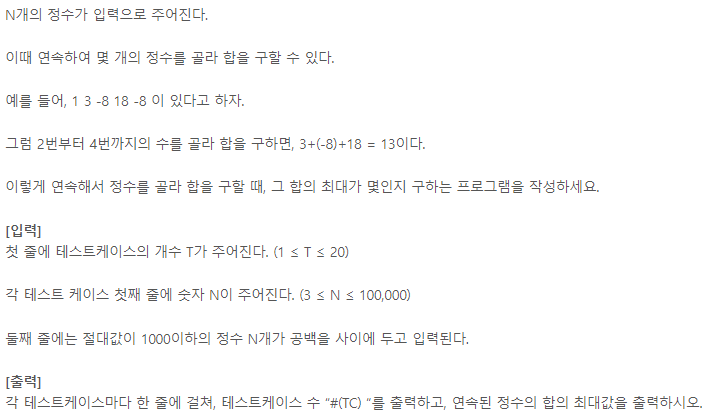 N개의 정수가 입력으로 주어진다.
이때 연속하여 몇 개의 정수를 골라 합을 구할 수 있다.
예를 들어, 1 3 -8 18 -8 이 있다고 하자.
그럼 2번부터 4번까지의 수를 골라 합을 구하면, 3+(-8)+18 = 13이다.
이렇게 연속해서 정수를 골라 합을 구할 때, 그 합의 최대가 몇인지 구하는 프로그램을 작성하세요.
[입력]
첫 줄에 테스트케이스의 개수 T가 주어진다. (1 ≤ T ≤ 20)
각 테스트 케이스 첫째 줄에 숫자 N이 주어진다. (3 ≤ N ≤ 100,000)
둘째 줄에는 절대값이 1000이하의 정수 N개가 공백을 사이에 두고 입력된다.
[출력]
각 테스트케이스마다 한 줄에 걸쳐, 테스트케이스 수 “#(TC) “를 출력하고, 연속된 정수의 합의 최대값을 출력하시오.